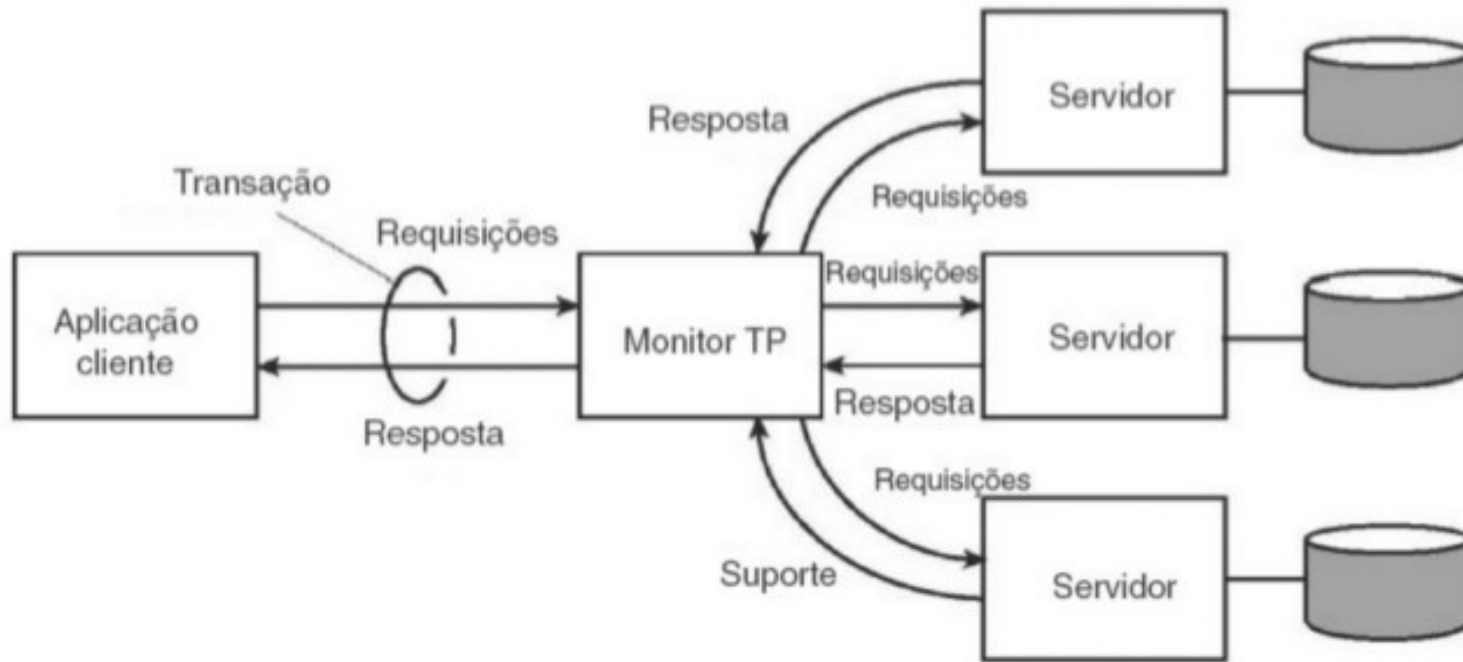 Servidor
Resposta
Transação
Requisições
Requisições
Requisições
Aplicação
cliente
Monitor TP
Servidor
Resposta
Resposta
Requisições
Suporte
Servidor